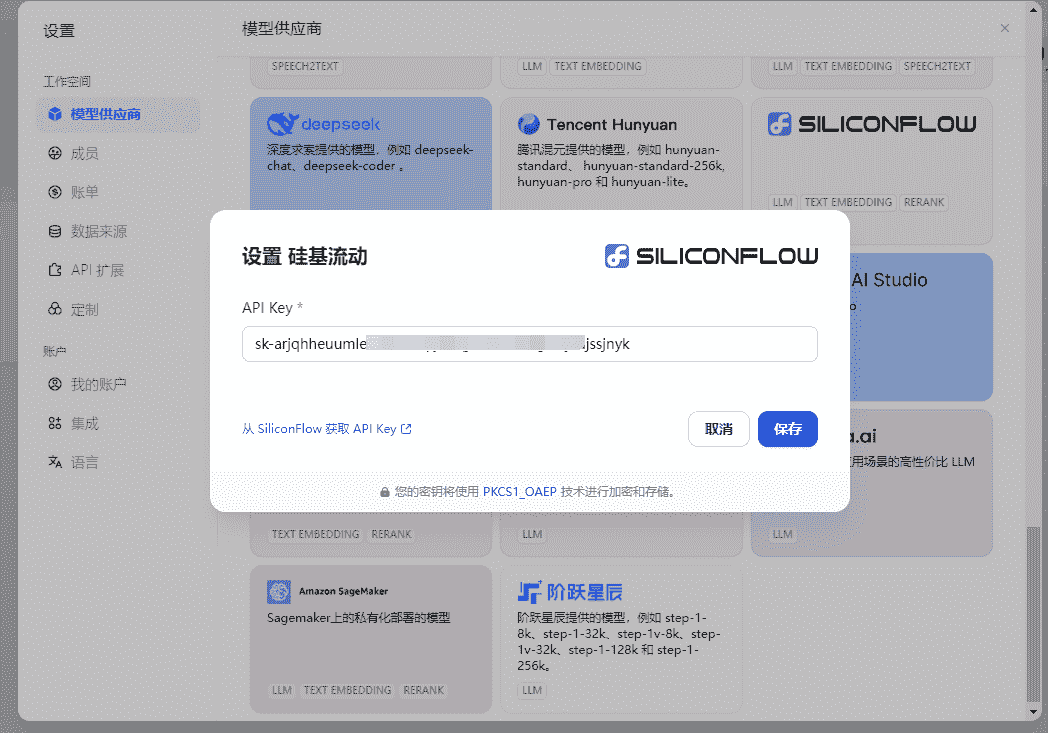 设置
模型供应商
工作空间
模型供应商
成员
账单
数据来源
API 扩展
定制
账户
我的账户
集成
语言
SPEECH2TEXT
LLM TEXT EMBEDDING
LLM TEXT EMBEDDING SPEECH2TEXT
deepseek
深度求索提供的模型，例如 deepseek-
chat、deepseek-coder 。
Tencent Hunyuan
腾讯混元提供的模型，例如 hunyuan-
standard、 hunyuan-standard-256k,
hunyuan-pro 和 hunyuan-lite。
SILICONFLOW
LLM TEXT EMBEDDING RERANK
设置 硅基流动
SILICONFLOW
API Key *
sk-arjqhheuumle jssjnyk
从 SiliconFlow 获取 API Key
取消
保存
您的密钥将使用 PKCS1_OAEP 技术进行加密和存储。
AI Studio
.ai
用场景的高性价比 LLM
TEXT EMBEDDING RERANK
LLM
LLM
Amazon SageMaker
Sagemaker上的私有化部署的模型
LLM TEXT EMBEDDING RERANK
阶跃星辰
阶跃星辰提供的模型，例如 step-1-
8k、step-1-32k、step-1v-8k、step-
1v-32k、step-1-128k 和 step-1-
256k。
LLM